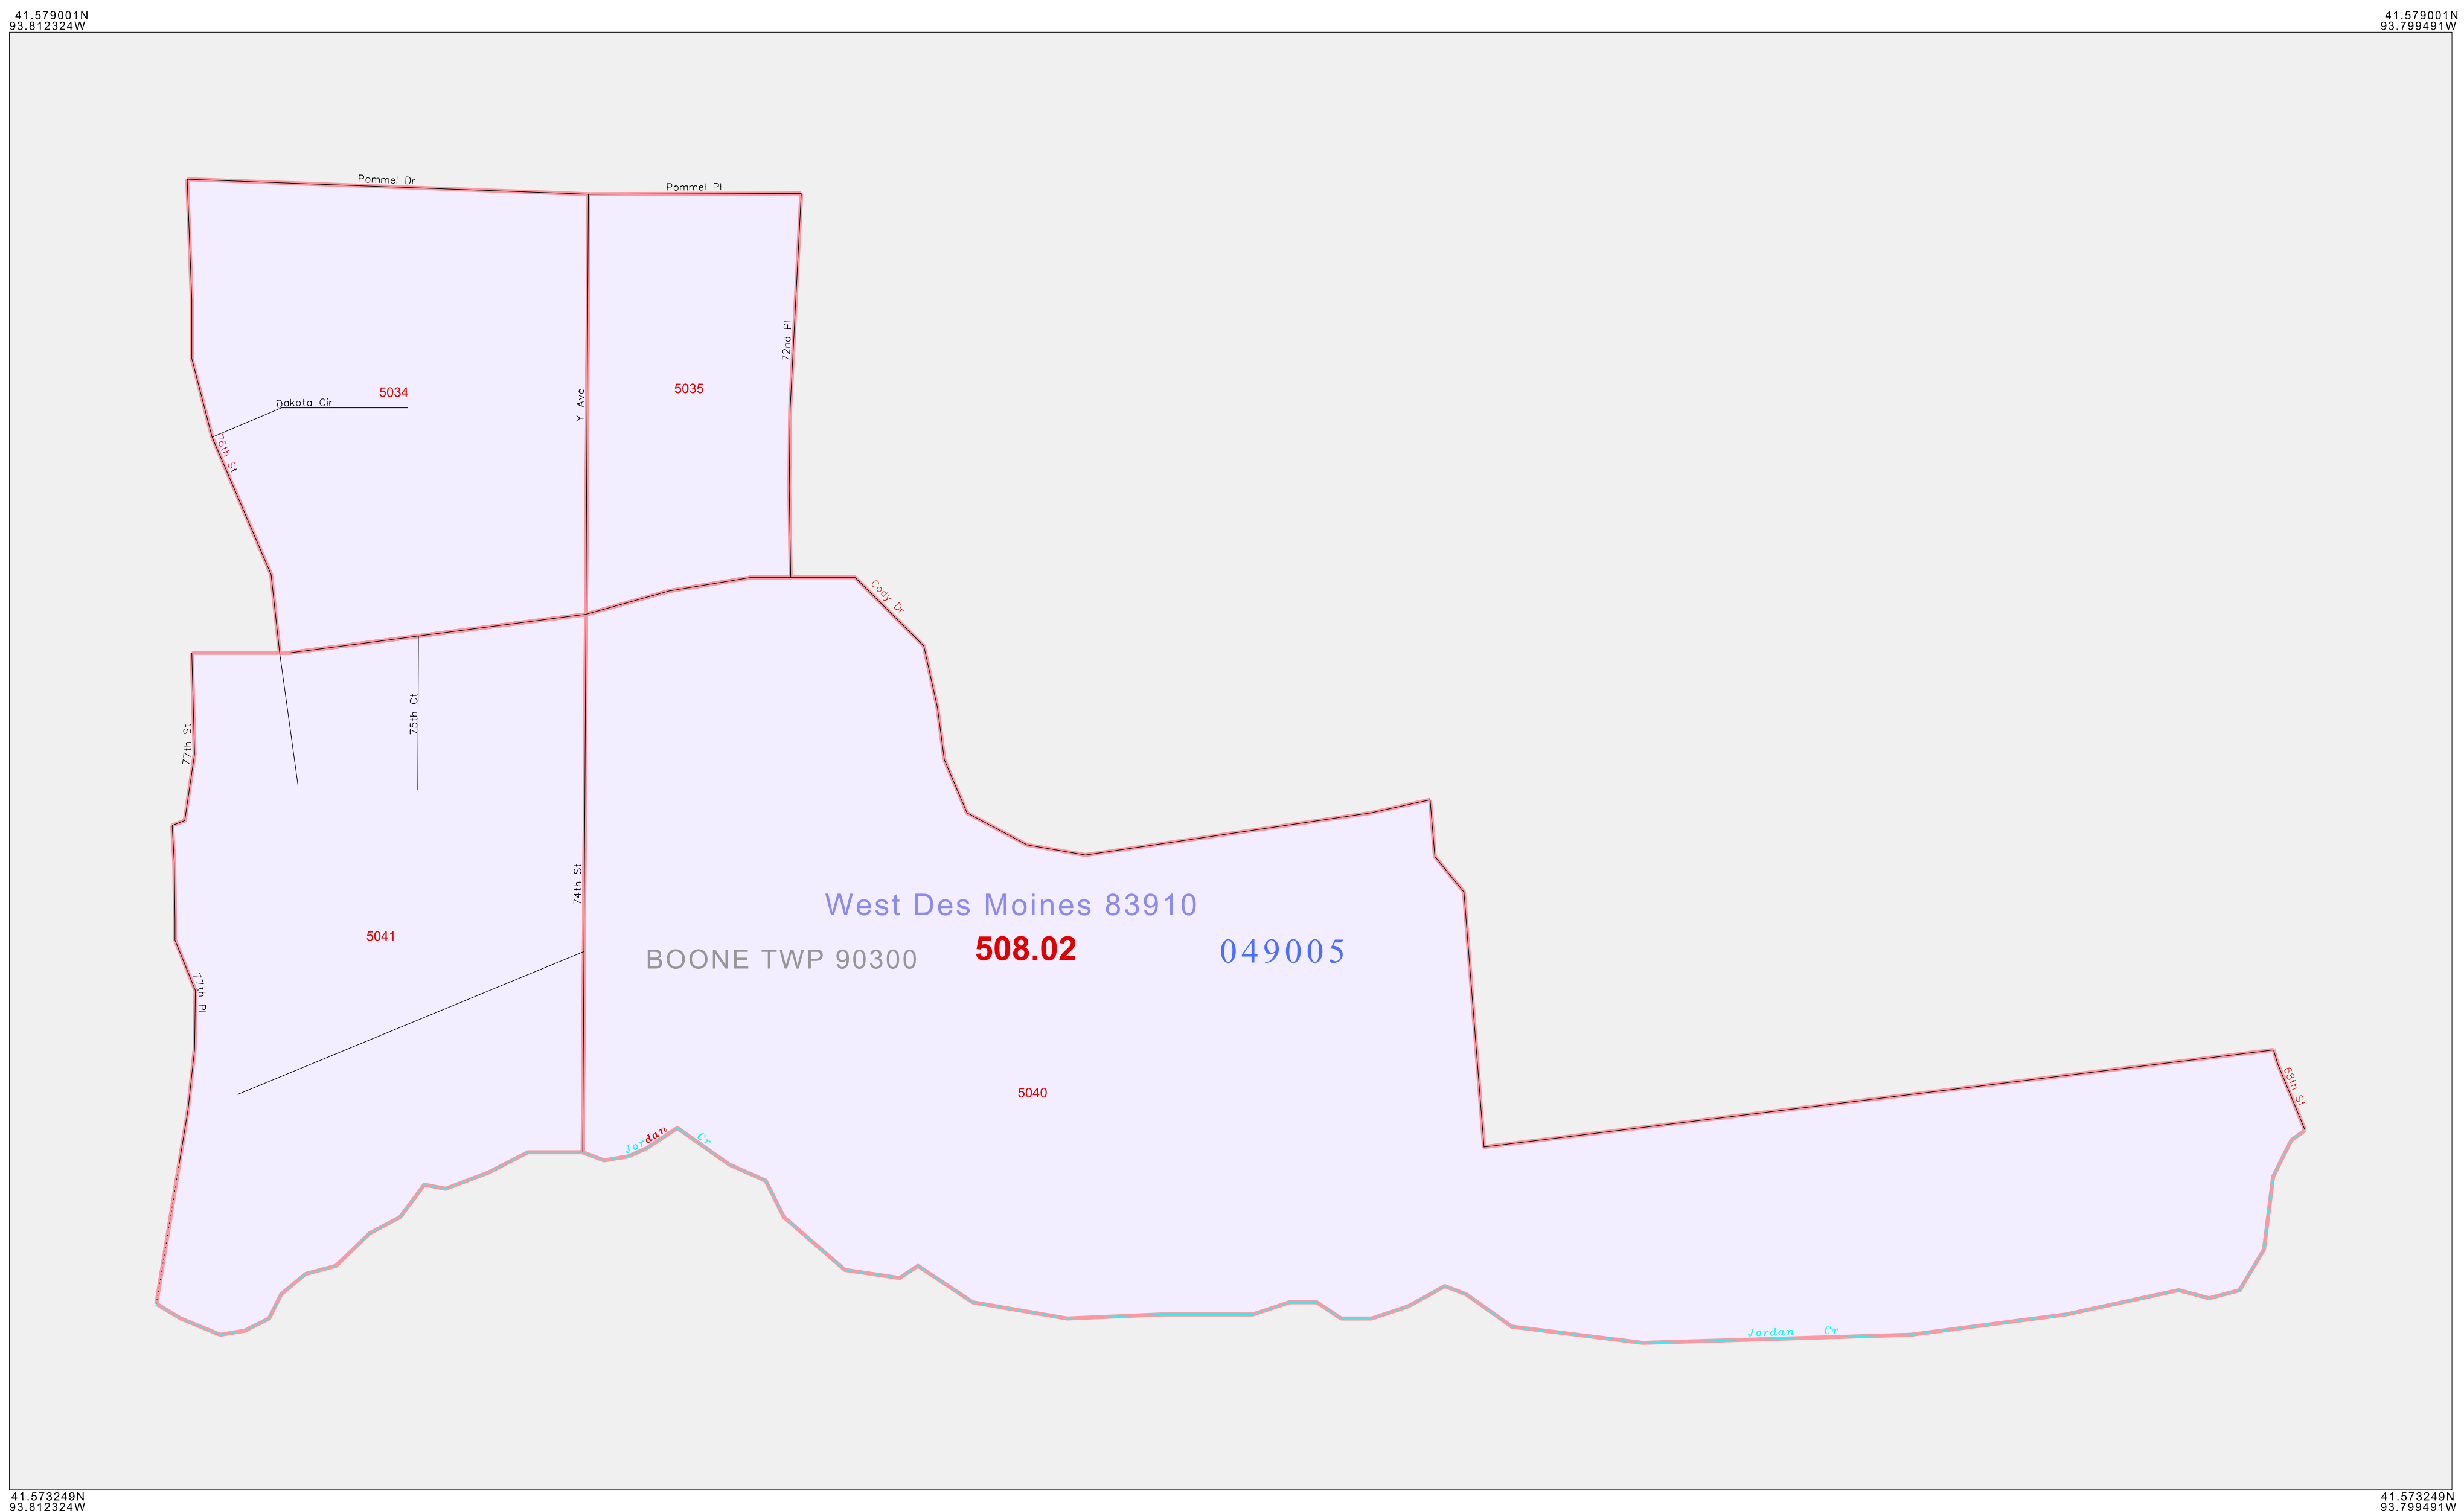 41.579001N
93.812324W
41.579001N
93.799491W
Pommel Dr
Pommel Pl
72nd Pl
5034
5035
Y Ave
Dakota Cir
76th St
Cody Dr
75th Ct
77th St
74th St
West Des Moines 83910
5041
508.02
049005
BOONE TWP 90300
77th Pl
68th St
5040
Jordan Cr
Jordan Cr
41.573249N
93.812324W
41.573249N
93.799491W